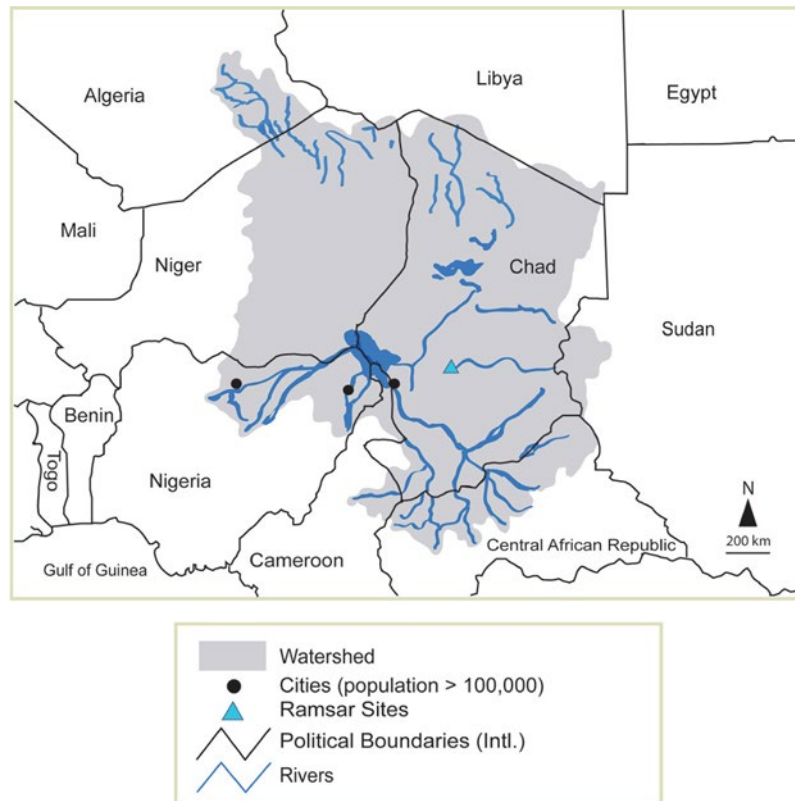 Algeria
Libya
Egypt
Mali
Niger
Chad
Sudan
Benin
Togo
Nigeria
N
200 km
Cameroon
Central African Republic
Gulf of Guinea
Watershed
Cities (population > 100,000)
Ramsar Sites
Political Boundaries (Intl.)
Rivers